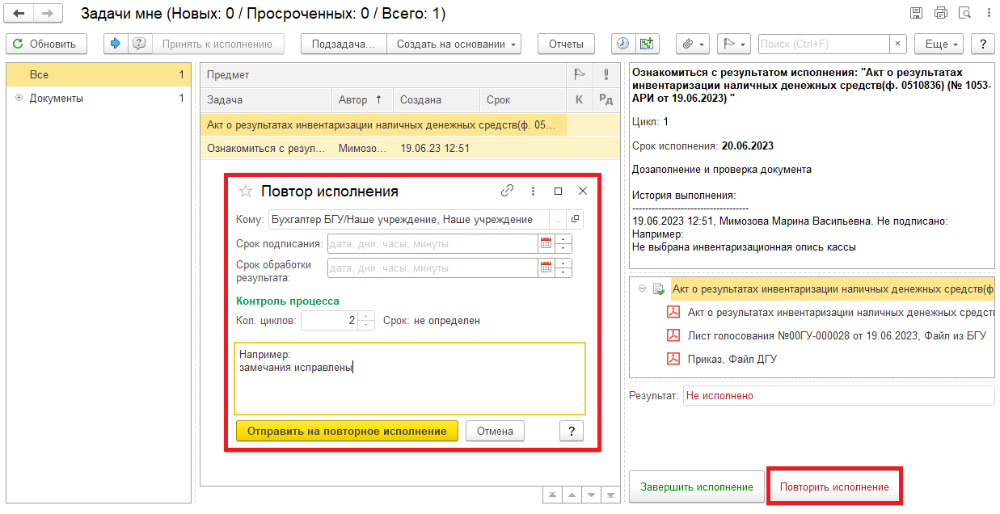 Задачи мне (Новых: 0 / Просроченных: 0 / Всего: 1)
Обновить
Принять к исполнению
Подзадача...
Создать на основании
Отчеты
Поиск (Ctrl+F)
×
Еще
?
Все 1
Документы 1
Предмет
Задача Автор ↑ Создана Срок К Рд
Акт о результатах инвентаризации наличных денежных средств(ф. 05...
Ознакомиться с резул... Мимозо... 19.06.23 12:51
Повтор исполнения
Кому: Бухгалтер БГУ/Наше учреждение, Наше учреждение ...
Срок подписания: дата, дни, часы, минуты
Срок обработки
результата:
дата, дни, часы, минуты
Контроль процесса
Кол. циклов: 2 Срок: не определен
Например:
замечания исправлены
Отправить на повторное исполнение
Отмена
?
Ознакомиться с результатом исполнения: "Акт о результатах
инвентаризации наличных денежных средств(ф. 0510836) (№ 1053-
АРИ от 19.06.2023) "
Цикл: 1
Срок исполнения: 20.06.2023
Дозаполнение и проверка документа
История выполнения:
------------------------------------
19.06.2023 12:51, Мимозова Марина Васильевна. Не подписано:
Например:
Не выбрана инвентаризационная опись кассы
Акт о результатах инвентаризации наличных денежных средств(ф
Акт о результатах инвентаризации наличных денежных средст
Лист голосования №00ГУ-000028 от 19.06.2023, Файл из БГУ
Приказ, Файл ДГУ
Результат: Не исполнено
Завершить исполнение
Повторить исполнение